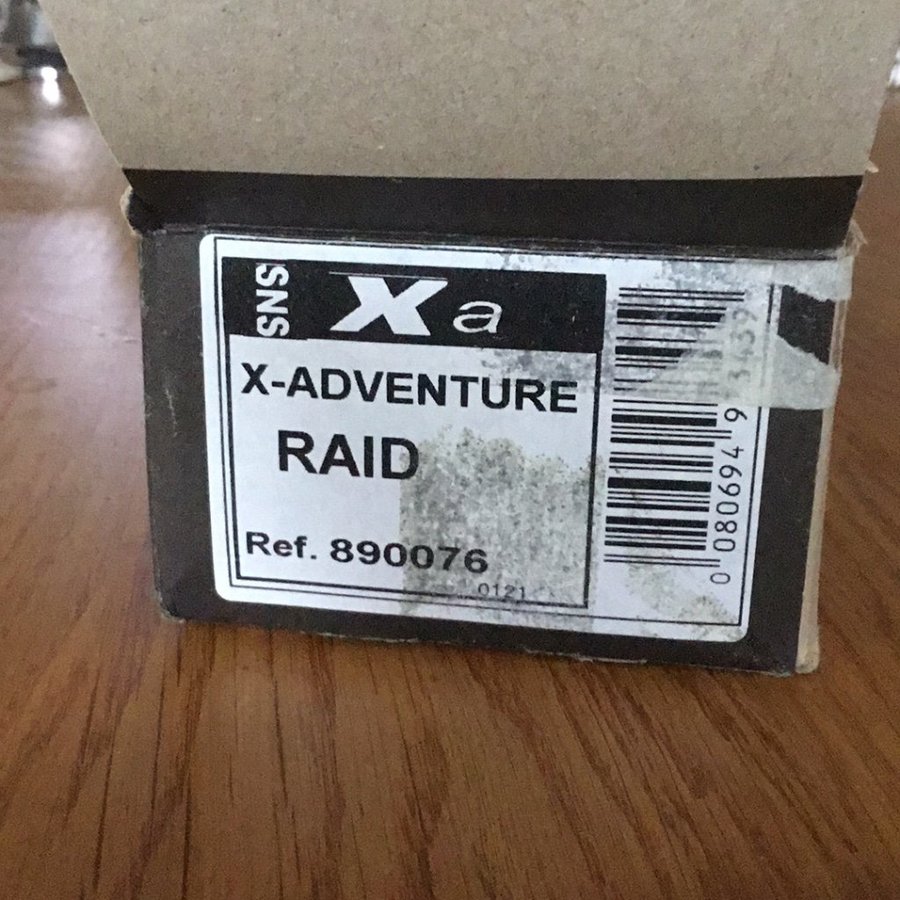 SNS
Xa
X-ADVENTURE
RAID
Ref. 890076
0121
0 080694 9